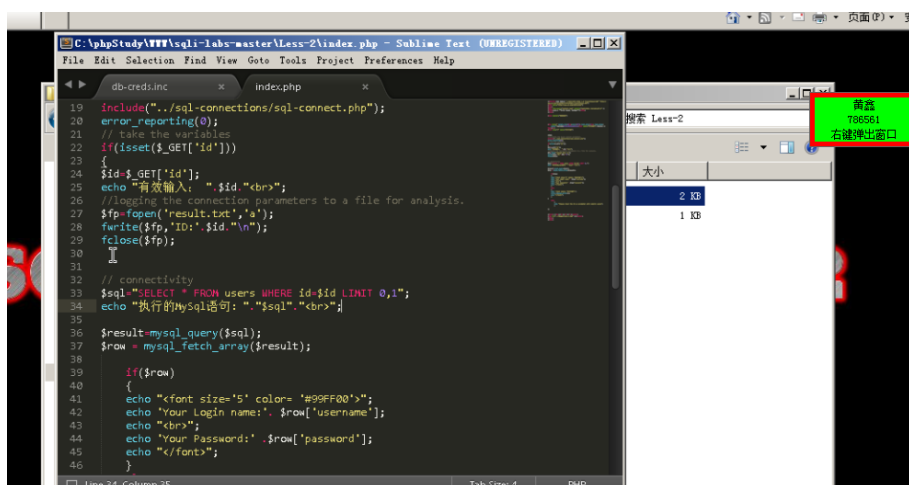 页面(P)
C:\phpStudy\WWW\sqli-labs-master\Less-2\index.php - Sublime Text (UNREGISTERED)
File Edit Selection Find View Goto Tools Project Preferences Help
db-creds.inc × index.php ×
19 include("../sql-connections/sql-connect.php");
20 error_reporting(0);
21 // take the variables
22 if(isset($_GET['id']))
23 {
24 $id=$_GET['id'];
25 echo "有效输入: ".$id."<br>";
26 //logging the connection parameters to a file for analysis.
27 $fp=fopen('result.txt','a');
28 fwrite($fp,'ID:'.$id."\n");
29 fclose($fp);
30
31
32 // connectivity
33 $sql="SELECT * FROM users WHERE id=$id LIMIT 0,1";
34 echo "执行的MySql语句: "."$sql"."<br>";
35
36 $result=mysql_query($sql);
37 $row = mysql_fetch_array($result);
38
39 if($row)
40 {
41 echo "<font size='5' color= '#99FF00'>";
42 echo 'Your Login name:'. $row['username'];
43 echo "<br>";
44 echo 'Your Password:' .$row['password'];
45 echo "</font>";
46 }
Line 34, Column 35 Tab Size: 4 PHP
搜索 Less-2
大小
2 KB
1 KB
黄鑫
786561
右键弹出窗口